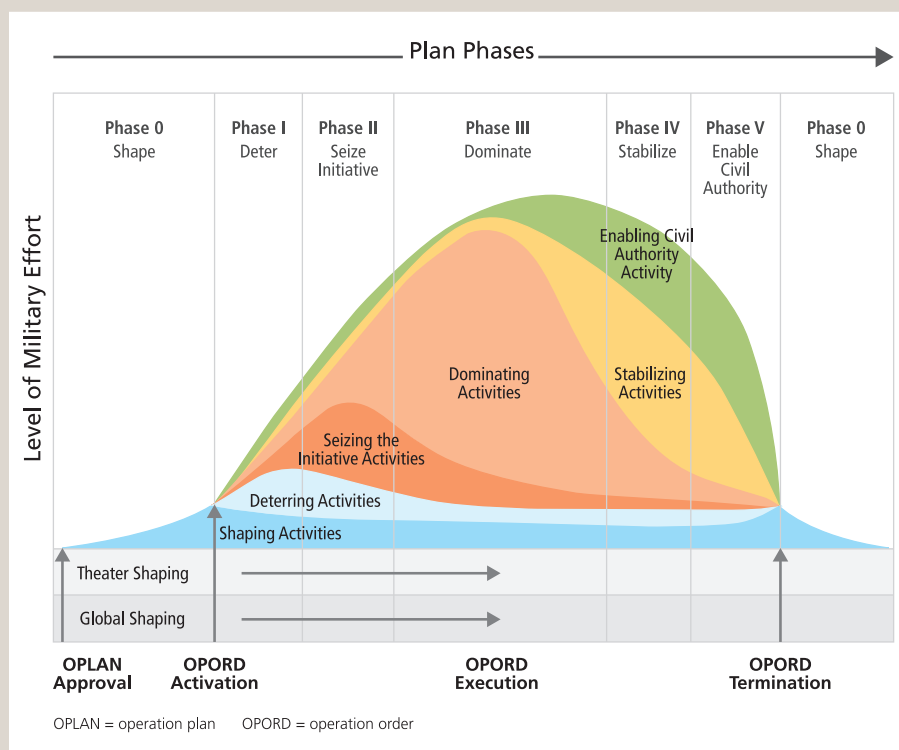 Plan Phases
Phase 0
Shape
Phase I
Deter
Phase II
Seize
Initiative
Phase III
Dominate
Phase IV
Stabilize
Phase V
Enable
Civil
Authority
Phase 0
Shape
Level of Military Effort
Enabling Civil
Authority
Activity
Dominating
Activities
Stabilizing
Activities
Seizing the
Initiative Activities
Deterring Activities
Shaping Activities
Theater Shaping
Global Shaping
OPLAN
Approval
OPORD
Activation
OPORD
Execution
OPORD
Termination
OPLAN = operation plan OPORD = operation order